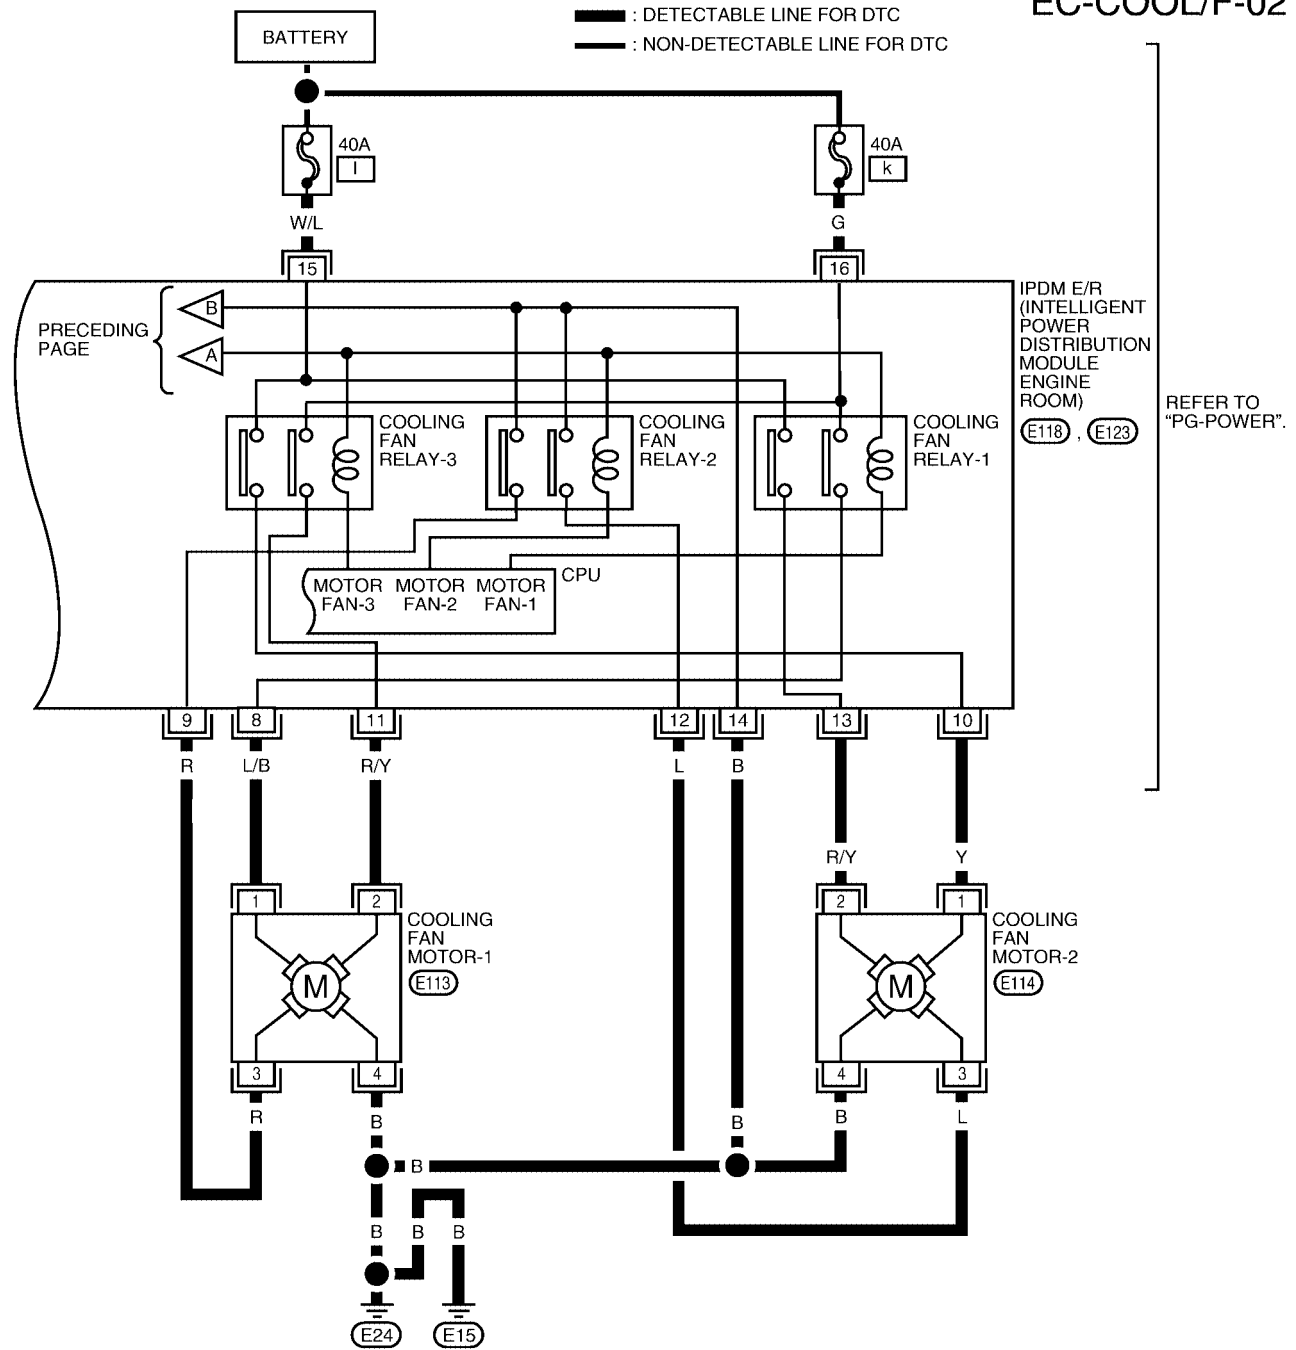 EC-COOL/F-02
BATTERY
: DETECTABLE LINE FOR DTC
: NON-DETECTABLE LINE FOR DTC
40A
l
40A
k
W/L
G
15
16
PRECEDING
PAGE
B
A
IPDM E/R
(INTELLIGENT
POWER
DISTRIBUTION
MODULE
ENGINE
ROOM)
E118 , E123
REFER TO
“PG-POWER”.
COOLING
FAN
RELAY-3
COOLING
FAN
RELAY-2
COOLING
FAN
RELAY-1
MOTOR
FAN-3
MOTOR
FAN-2
MOTOR
FAN-1
CPU
9
8
11
12
14
13
10
R
L/B
R/Y
L
B
R/Y
Y
1
2
2
1
COOLING
FAN
MOTOR-1
E113
M
COOLING
FAN
MOTOR-2
E114
M
3
4
4
3
R
B
B
B
L
B
B
B
B
E24
E15